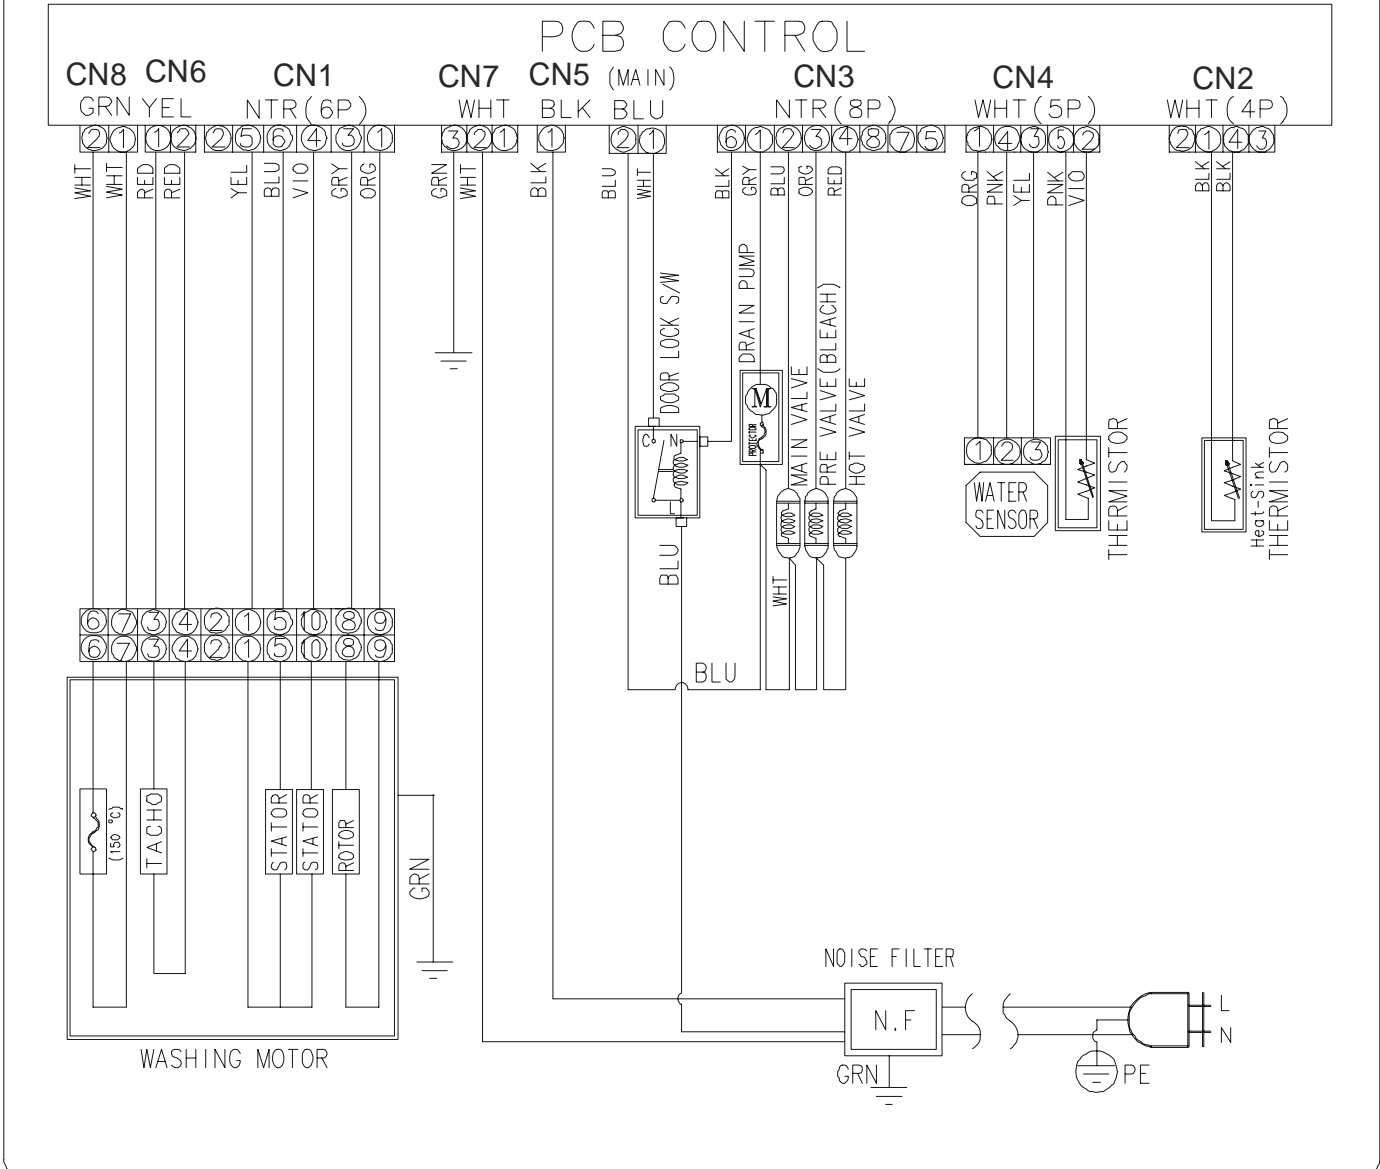 PCB CONTROL
CN8 CN6 CN1 CN7 CN5 (MAIN) CN3 CN4 CN2
GRN YEL NTR(6P) WHT BLK BLU NTR(8P) WHT(5P) WHT(4P)
2 1 1 2 2 5 6 4 3 1 3 2 1 1 2 1 6 1 2 3 4 8 7 5 1 4 3 5 2 2 1 4 3
WHT WHT RED RED YEL BLU VIO GRY ORG GRN WHT BLK BLU WHT BLK GRY BLU ORG RED ORG PNK YEL PNK VIO BLK BLK
DOOR LOCK S/W
DRAIN PUMP
MAIN VALVE
PRE VALVE(BLEACH)
HOT VALVE
M
PROTECTOR
C N
L
1 2 3
WATER
SENSOR
THERMISTOR
Heat-Sink
THERMISTOR
BLU
WHT
BLU
6 7 3 4 2 1 5 10 8 9
6 7 3 4 2 1 5 10 8 9
(150 °C)
TACHO
STATOR
STATOR
ROTOR
GRN
WASHING MOTOR
NOISE FILTER
N.F
GRN
L
N
PE